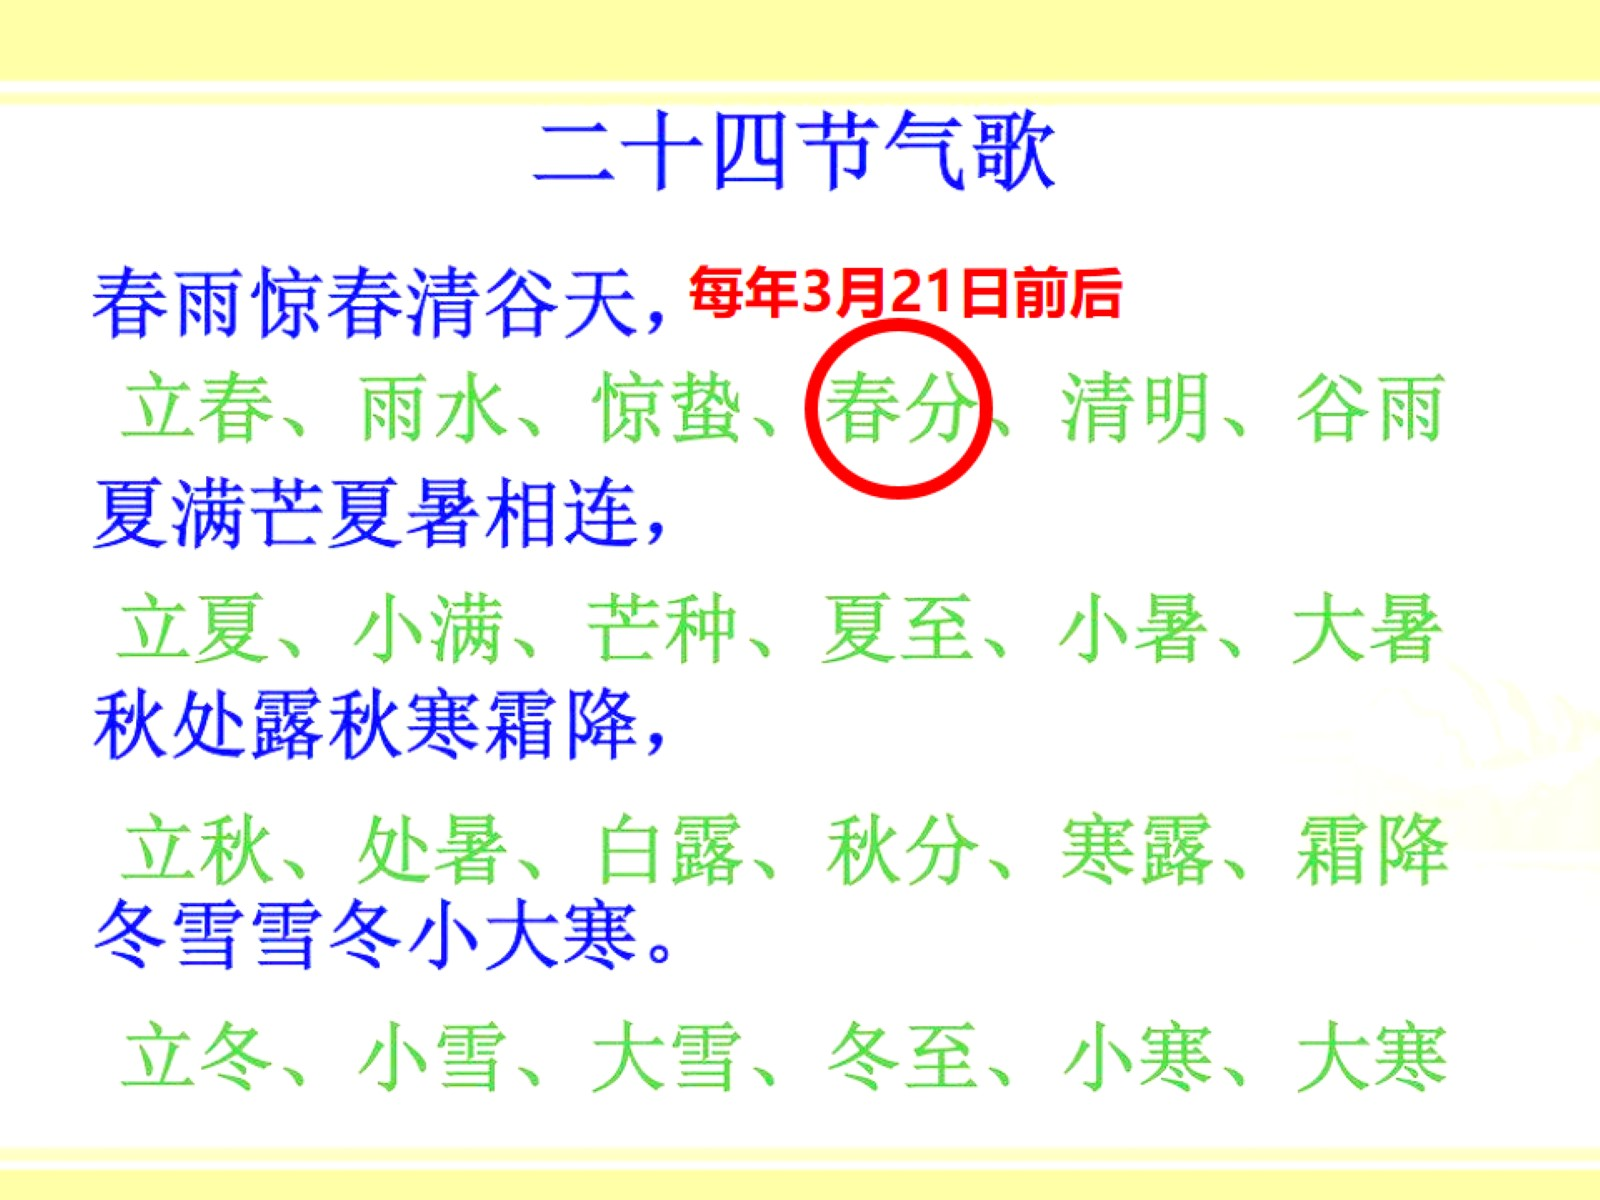 二十四节气歌
春雨惊春清谷天，
每年3月21日前后
立春、雨水、惊蛰、春分、清明、谷雨
夏满芒夏暑相连，
立夏、小满、芒种、夏至、小暑、大暑
秋处露秋寒霜降，
立秋、处暑、白露、秋分、寒露、霜降
冬雪雪冬小大寒。
立冬、小雪、大雪、冬至、小寒、大寒